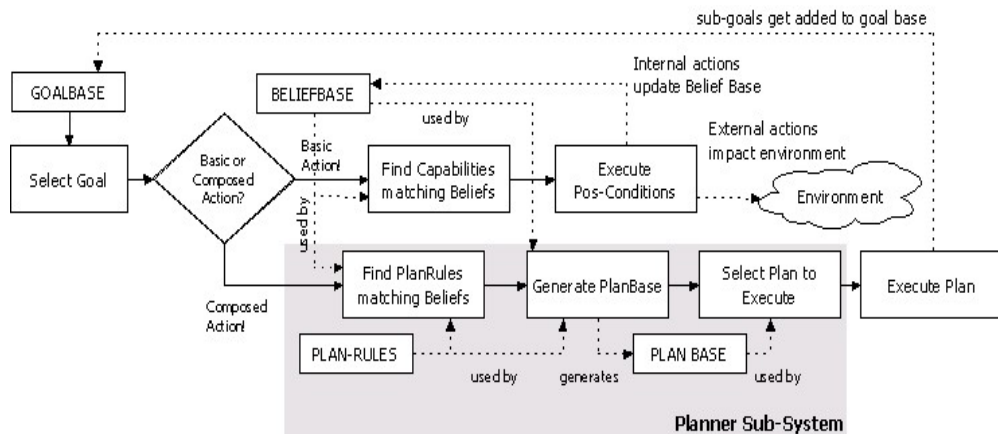 sub-goals get added to goal base
Internal actions
update Belief Base
GOALBASE
BELIEFBASE
used by
External actions
impact environment
Basic
Action!
Select Goal
Basic or
Composed
Action?
Find Capabilities
matching Beliefs
Execute
Pos-Conditions
Environment
used by
Find PlanRules
matching Beliefs
Generate PlanBase
Select Plan to
Execute
Execute Plan
Composed
Action!
PLAN-RULES
PLAN BASE
used by
generates
used by
Planner Sub-System